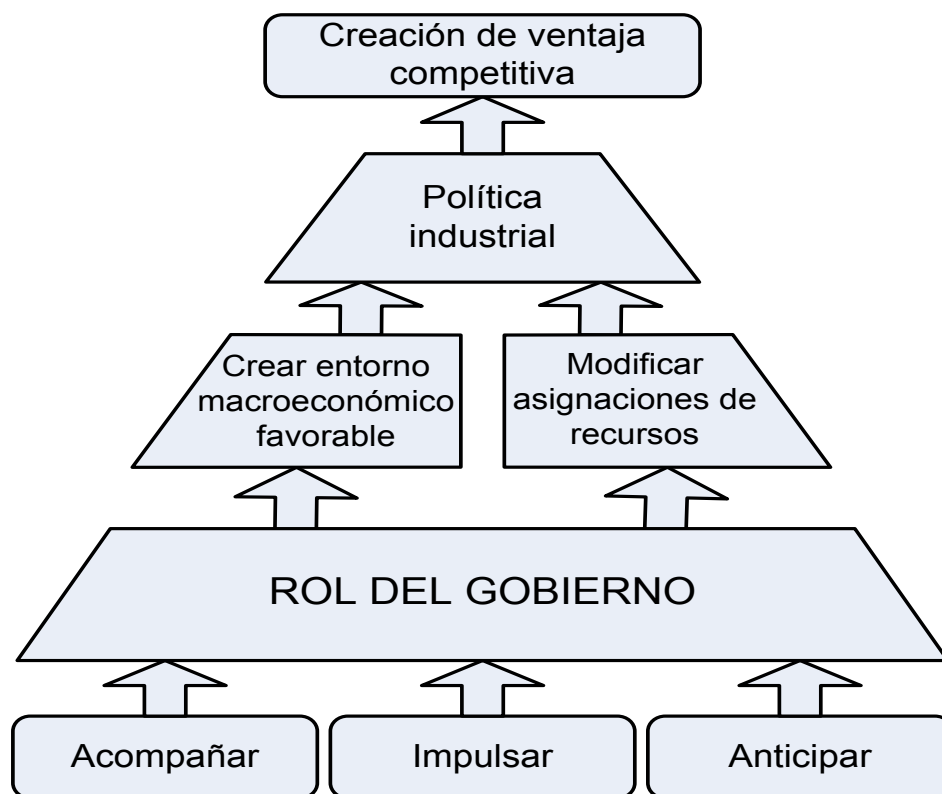 Creación de ventaja
competitiva
Política
industrial
Crear entorno
macroeconómico
favorable
Modificar
asignaciones de
recursos
ROL DEL GOBIERNO
Acompañar
Impulsar
Anticipar